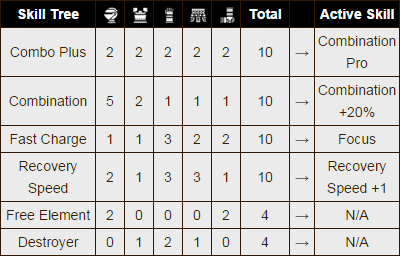 Skill Tree Total Active Skill
Combo Plus 2 2 2 2 2 10 → Combination Pro
Combination 5 2 1 1 1 10 → Combination +20%
Fast Charge 1 1 3 2 2 10 → Focus
Recovery Speed 2 1 3 3 1 10 → Recovery Speed +1
Free Element 2 0 0 0 2 4 → N/A
Destroyer 0 1 2 1 0 4 → N/A